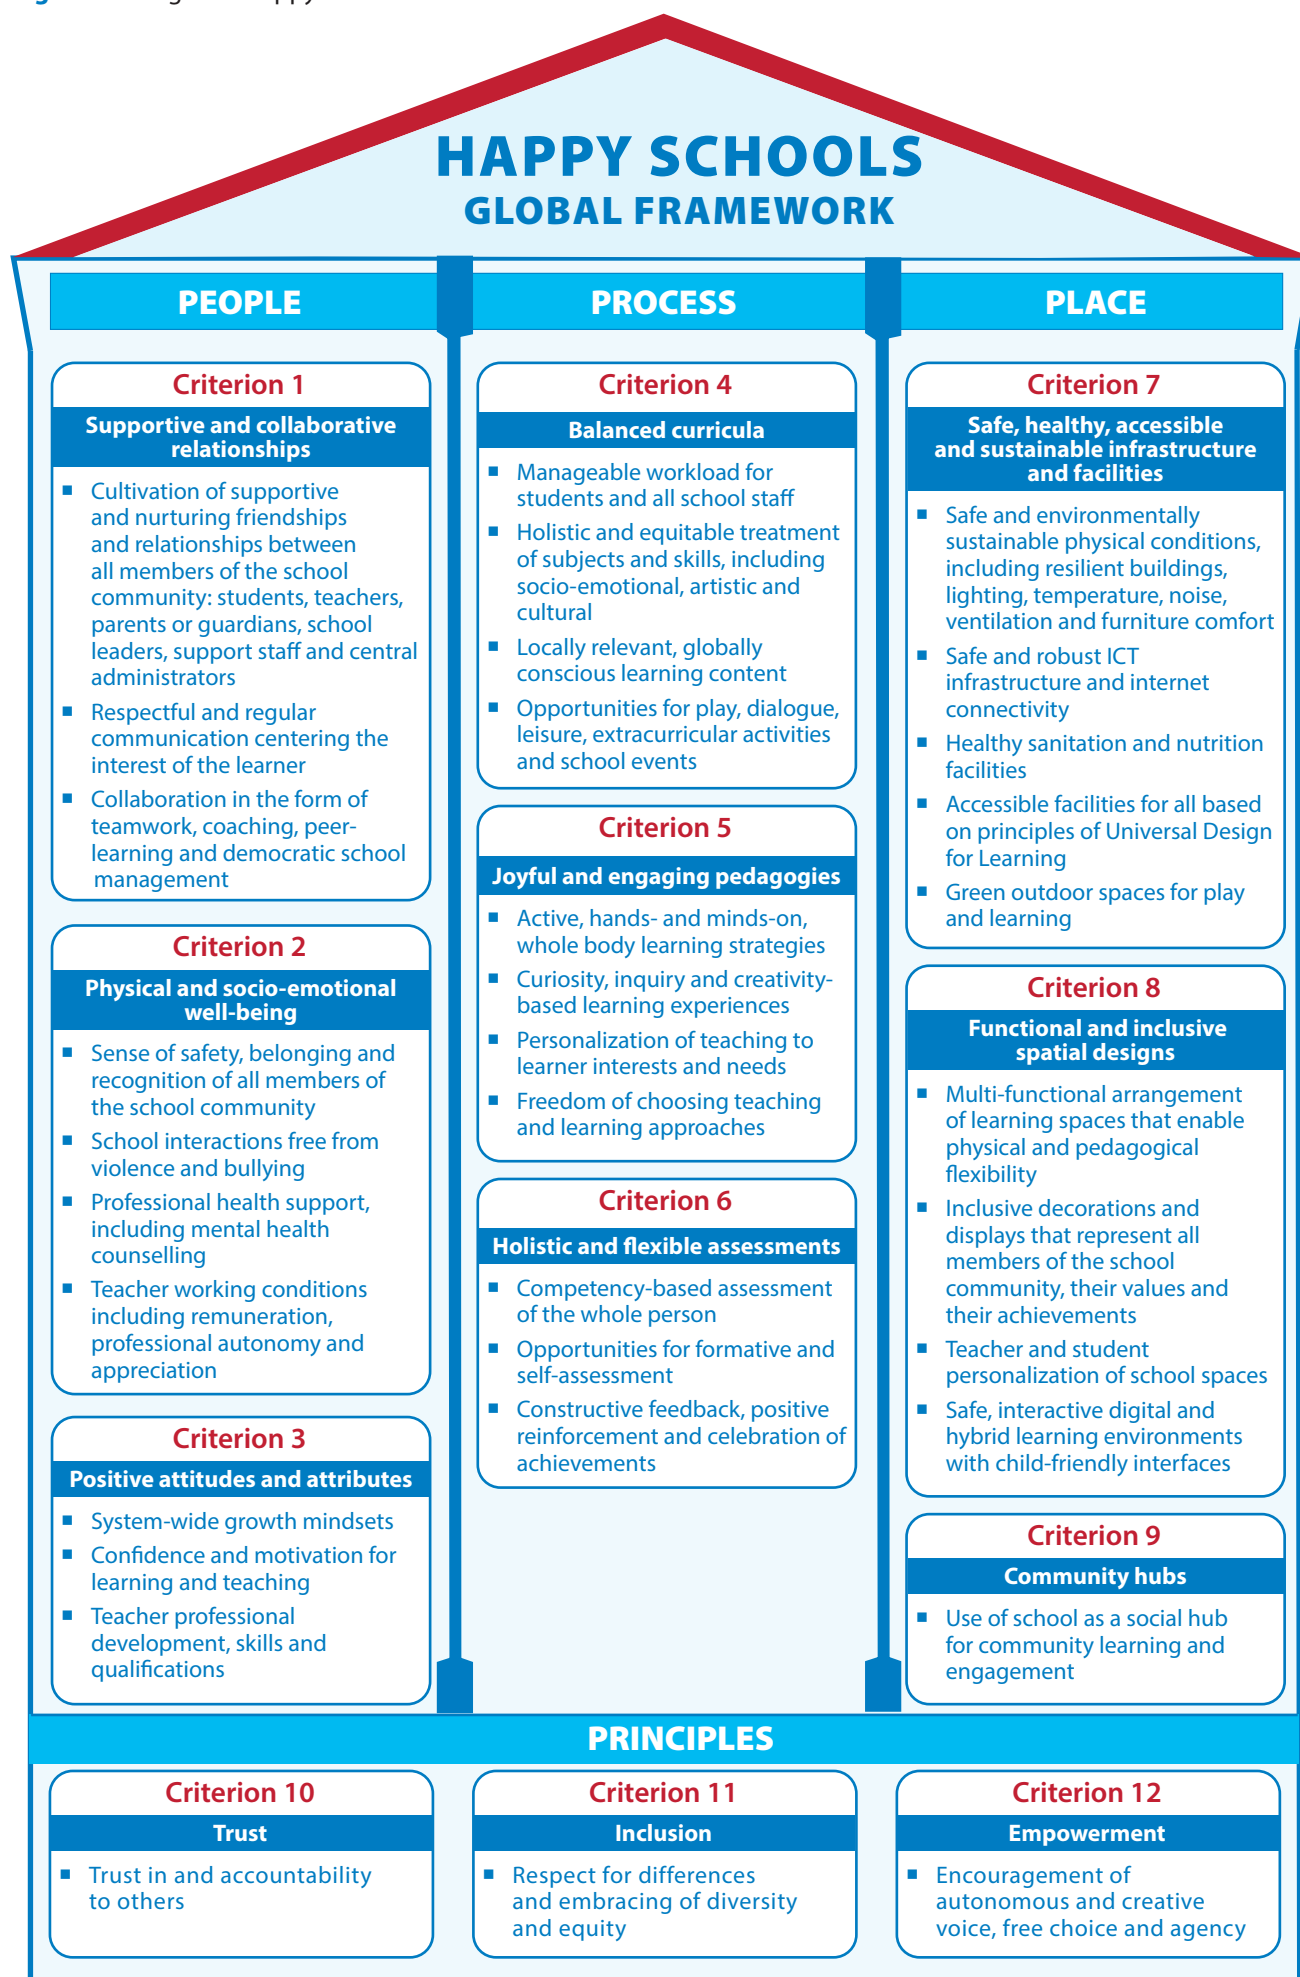 HAPPY SCHOOLS
GLOBAL FRAMEWORK
PEOPLE
Criterion 1
Supportive and collaborative
relationships
▪ Cultivation of supportive
and nurturing friendships
and relationships between
all members of the school
community: students, teachers,
parents or guardians, school
leaders, support staff and central
administrators
▪ Respectful and regular
communication centering the
interest of the learner
▪ Collaboration in the form of
teamwork, coaching, peer-
learning and democratic school
management
Criterion 2
Physical and socio-emotional
well-being
▪ Sense of safety, belonging and
recognition of all members of
the school community
▪ School interactions free from
violence and bullying
▪ Professional health support,
including mental health
counselling
▪ Teacher working conditions
including remuneration,
professional autonomy and
appreciation
Criterion 3
Positive attitudes and attributes
▪ System-wide growth mindsets
▪ Confidence and motivation for
learning and teaching
▪ Teacher professional
development, skills and
qualifications
PROCESS
Criterion 4
Balanced curricula
▪ Manageable workload for
students and all school staff
▪ Holistic and equitable treatment
of subjects and skills, including
socio-emotional, artistic and
cultural
▪ Locally relevant, globally
conscious learning content
▪ Opportunities for play, dialogue,
leisure, extracurricular activities
and school events
Criterion 5
Joyful and engaging pedagogies
▪ Active, hands- and minds-on,
whole body learning strategies
▪ Curiosity, inquiry and creativity-
based learning experiences
▪ Personalization of teaching to
learner interests and needs
▪ Freedom of choosing teaching
and learning approaches
Criterion 6
Holistic and flexible assessments
▪ Competency-based assessment
of the whole person
▪ Opportunities for formative and
self-assessment
▪ Constructive feedback, positive
reinforcement and celebration of
achievements
PLACE
Criterion 7
Safe, healthy, accessible
and sustainable infrastructure
and facilities
▪ Safe and environmentally
sustainable physical conditions,
including resilient buildings,
lighting, temperature, noise,
ventilation and furniture comfort
▪ Safe and robust ICT
infrastructure and internet
connectivity
▪ Healthy sanitation and nutrition
facilities
▪ Accessible facilities for all based
on principles of Universal Design
for Learning
▪ Green outdoor spaces for play
and learning
Criterion 8
Functional and inclusive
spatial designs
▪ Multi-functional arrangement
of learning spaces that enable
physical and pedagogical
flexibility
▪ Inclusive decorations and
displays that represent all
members of the school
community, their values and
their achievements
▪ Teacher and student
personalization of school spaces
▪ Safe, interactive digital and
hybrid learning environments
with child-friendly interfaces
Criterion 9
Community hubs
▪ Use of school as a social hub
for community learning and
engagement
PRINCIPLES
Criterion 10
Trust
▪ Trust in and accountability
to others
Criterion 11
Inclusion
▪ Respect for differences
and embracing of diversity
and equity
Criterion 12
Empowerment
▪ Encouragement of
autonomous and creative
voice, free choice and agency